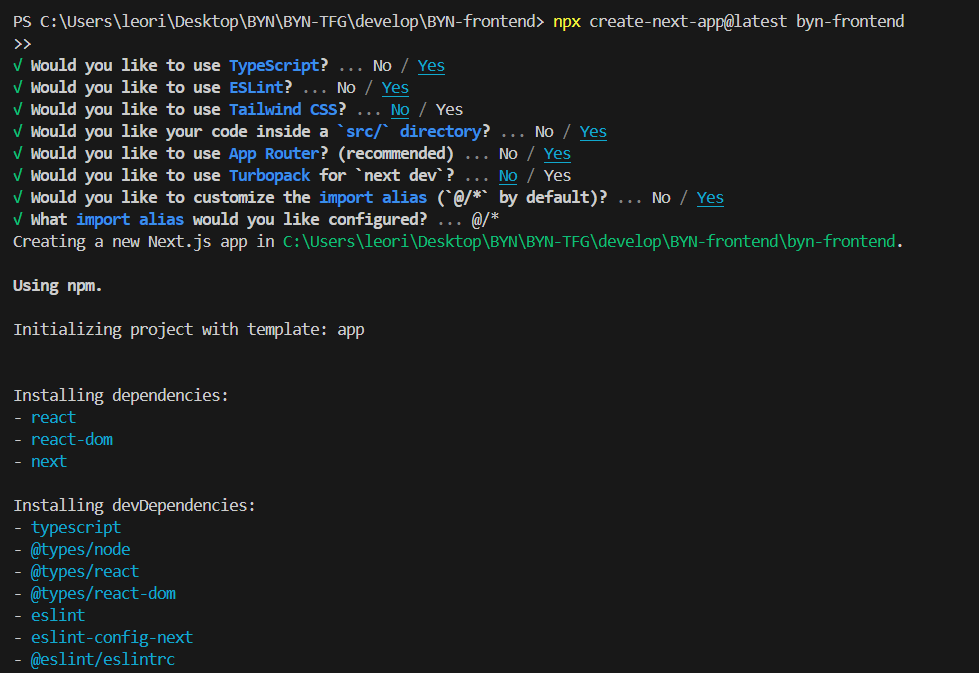 PS C:\Users\leori\Desktop\BYN\BYN-TFG\develop\BYN-frontend> npx create-next-app@latest byn-frontend
>>
√ Would you like to use TypeScript? ... No / Yes
√ Would you like to use ESLint? ... No / Yes
√ Would you like to use Tailwind CSS? ... No / Yes
√ Would you like your code inside a `src/` directory? ... No / Yes
√ Would you like to use App Router? (recommended) ... No / Yes
√ Would you like to use Turbopack for `next dev`? ... No / Yes
√ Would you like to customize the import alias (`@/*` by default)? ... No / Yes
√ What import alias would you like configured? ... @/*
Creating a new Next.js app in C:\Users\leori\Desktop\BYN\BYN-TFG\develop\BYN-frontend\byn-frontend.
Using npm.
Initializing project with template: app
Installing dependencies:
- react
- react-dom
- next
Installing devDependencies:
- typescript
- @types/node
- @types/react
- @types/react-dom
- eslint
- eslint-config-next
- @eslint/eslintrc